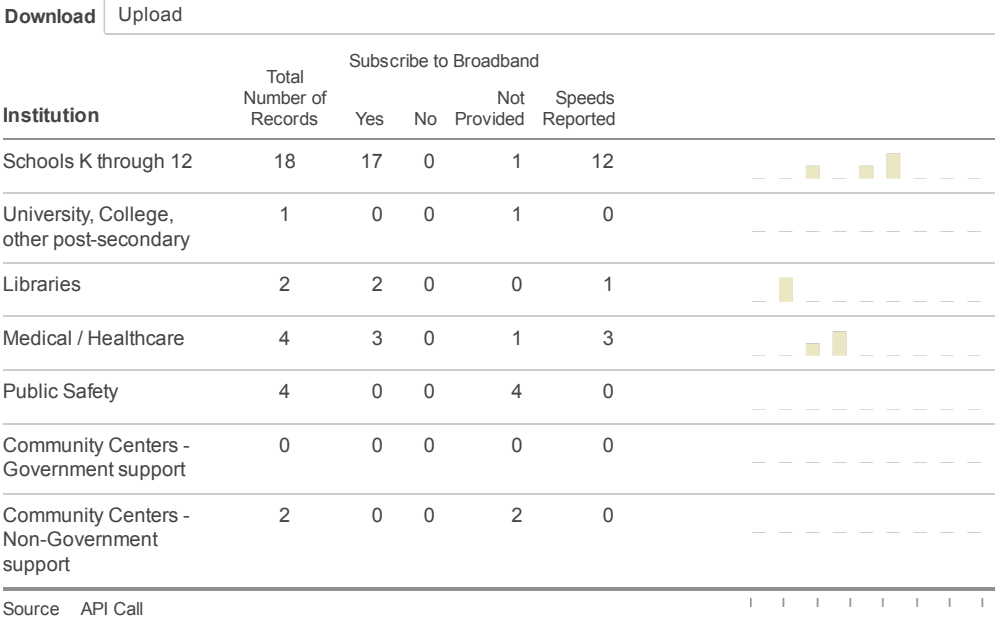 Download Upload
Subscribe to Broadband
Total
Number of Not Speeds
Institution Records Yes No Provided Reported
Schools K through 12 18 17 0 1 12
University, College, 1 0 0 1 0
other post-secondary
Libraries 2 2 0 0 1
Medical / Healthcare 4 3 0 1 3
Public Safety 4 0 0 4 0
Community Centers - 0 0 0 0 0
Government support
Community Centers - 2 0 0 2 0
Non-Government
support
Source API Call